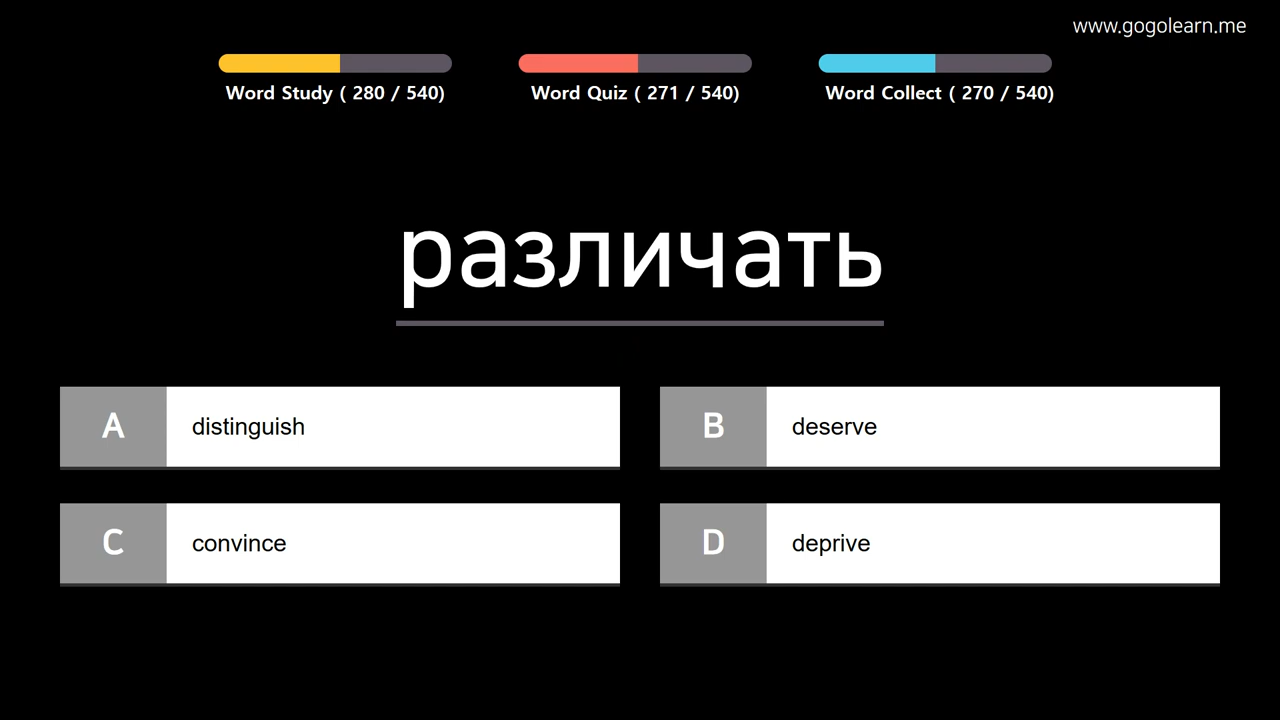 www.gogolearn.me
Word Study ( 280 / 540)
Word Quiz ( 271 / 540)
Word Collect ( 270 / 540)
различать
A distinguish
B deserve
C convince
D deprive